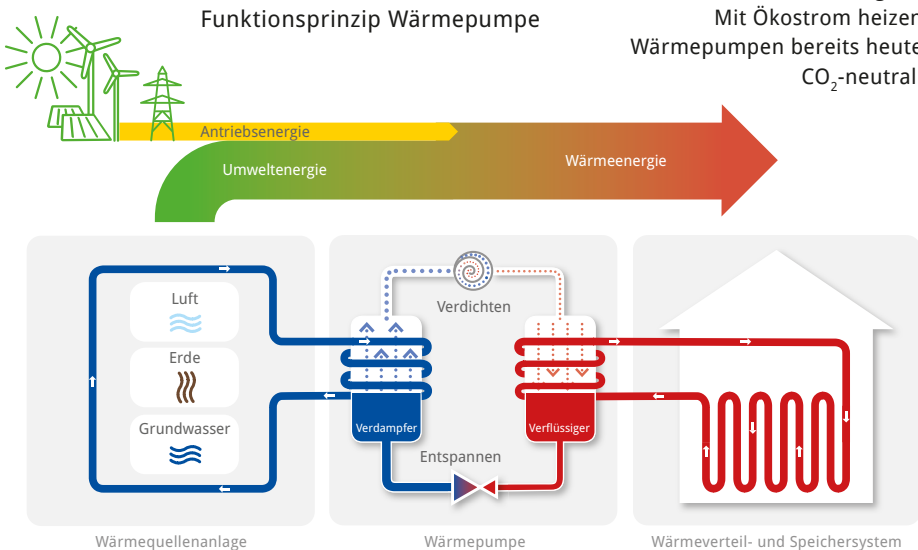 Funktionsprinzip Wärmepumpe
Mit Ökostrom heizen
Wärmepumpen bereits heute
CO₂-neutral
Antriebsenergie
Umweltenergie
Wärmeenergie
Luft
Erde
Grundwasser
Verdichten
Verdampfer
Verflüssiger
Entspannen
Wärmequellenanlage
Wärmepumpe
Wärmeverteil- und Speichersystem